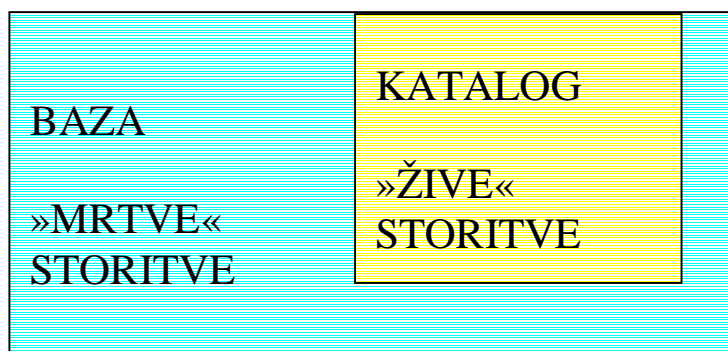 BAZA
»MRTVE«
STORITVE
KATALOG
»ŽIVE«
STORITVE